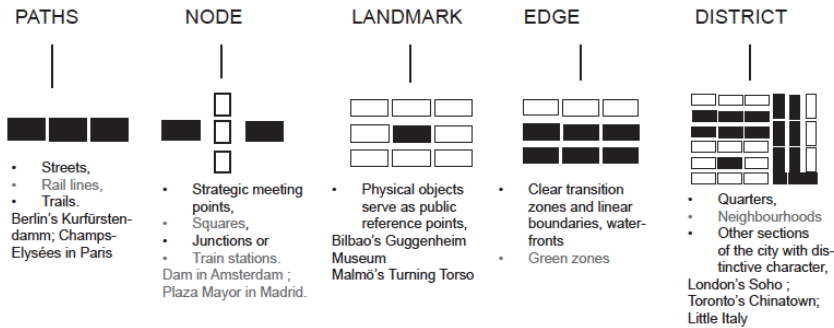 PATHS
NODE
LANDMARK
EDGE
DISTRICT
• Streets,
• Rail lines,
• Trails.
Berlin's Kurfürsten-
damm; Champs-
Elysées in Paris
• Strategic meeting
points,
• Squares,
• Junctions or
• Train stations.
Dam in Amsterdam ;
Plaza Mayor in Madrid.
• Physical objects
serve as public
reference points,
Bilbao's Guggenheim
Museum
Malmö's Turning Torso
• Clear transition
zones and linear
boundaries, water-
fronts
• Green zones
• Quarters,
• Neighbourhoods
• Other sections
of the city with dis-
tinctive character,
London's Soho ;
Toronto's Chinatown;
Little Italy